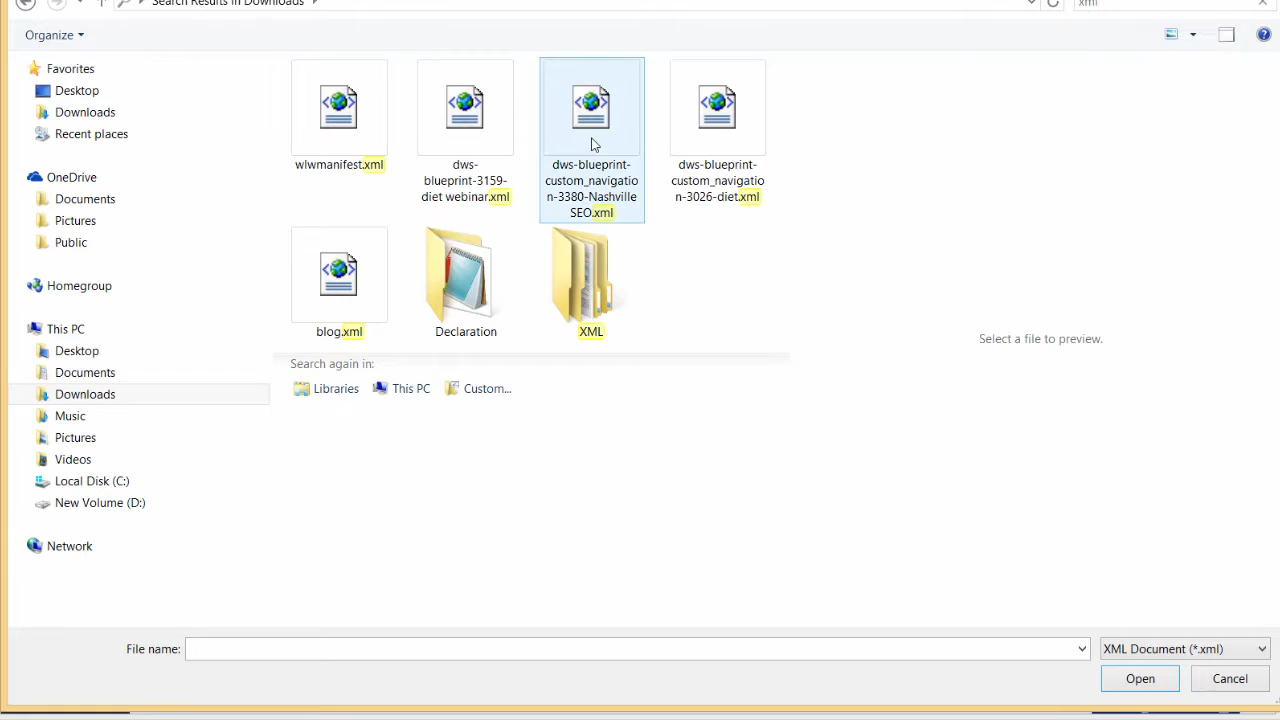 Search Results in Downloads
xml
Organize
Favorites
Desktop
Downloads
Recent places
OneDrive
Documents
Pictures
Public
Homegroup
This PC
Desktop
Documents
Downloads
Music
Pictures
Videos
Local Disk (C:)
New Volume (D:)
Network
wlwmanifest.xml
dws-
blueprint-3159-
diet webinar.xml
dws-blueprint-
custom_navigatio
n-3380-Nashville
SEO.xml
dws-blueprint-
custom_navigatio
n-3026-diet.xml
blog.xml
Declaration
XML
Search again in:
Libraries
This PC
Custom...
Select a file to preview.
File name:
XML Document (*.xml)
Open
Cancel